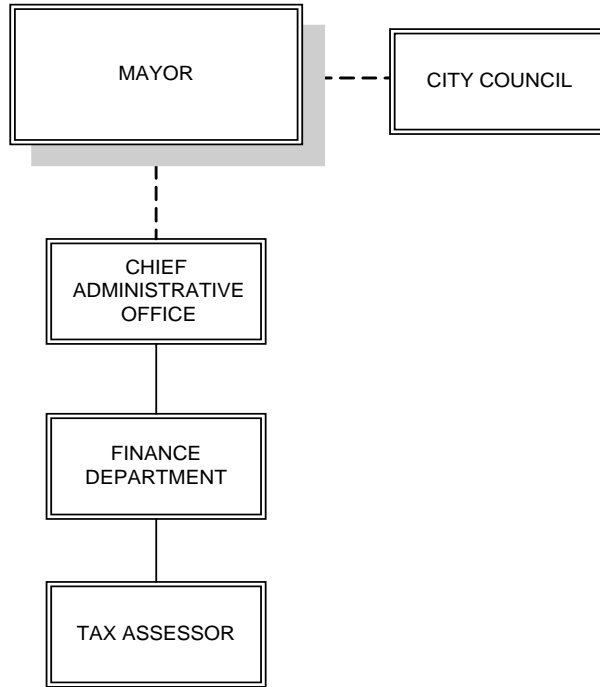 MAYOR
CITY COUNCIL
CHIEF
ADMINISTRATIVE
OFFICE
FINANCE
DEPARTMENT
TAX ASSESSOR